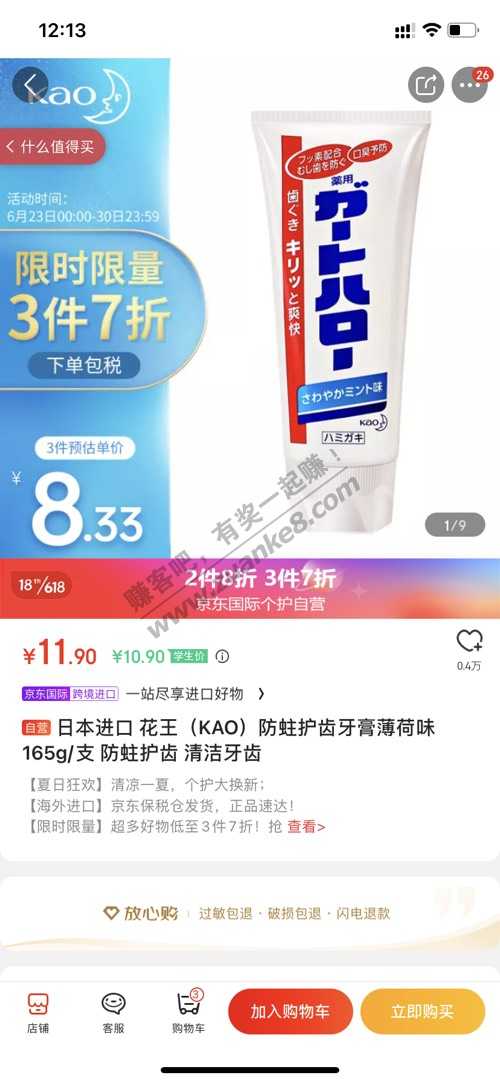 12:13
Kao
26
什么值得买
活动时间:
6月23日00:00-30日23:59
限时限量
3件7折
下单包税
3件预估单价
¥
8.33
フッ素配合
むし歯を防ぐ
口臭予防
薬用
ガードハロー
歯ぐきキリッと爽快
さわやかミント味
Kao
ハミガキ
1/9
赚客吧,有奖一起赚!
www.zuanke8.com
18TH/618
2件8折 3件7折
京东国际个护自营
¥11.90 ¥10.90 学生价
0.4万
京东国际 跨境进口 一站尽享进口好物 >
自营 日本进口 花王（KAO）防蛀护齿牙膏薄荷味
165g/支 防蛀护齿 清洁牙齿
【夏日狂欢】清凉一夏，个护大换新；
【海外进口】京东保税仓发货，正品速达！
【限时限量】超多好物低至3件7折！抢 查看>
放心购 过敏包退 · 破损包退 · 闪电退款
3
店铺 客服 购物车 加入购物车 立即购买